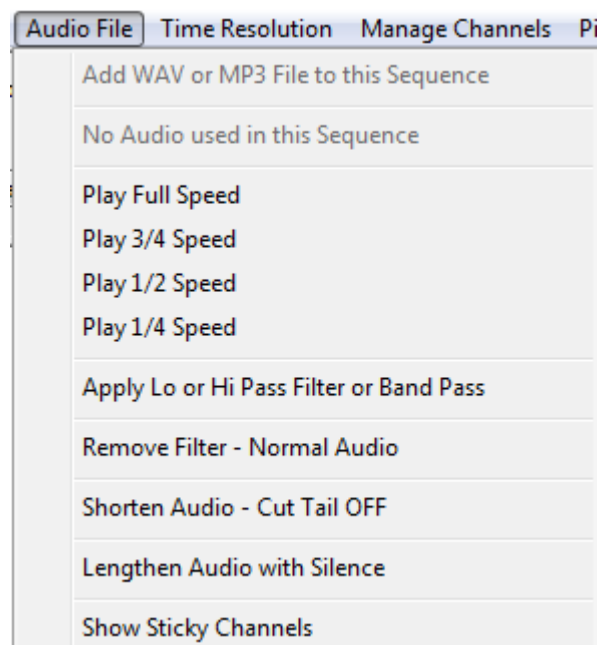 Audio File Time Resolution Manage Channels Pi
Add WAV or MP3 File to this Sequence
No Audio used in this Sequence
Play Full Speed
Play 3/4 Speed
Play 1/2 Speed
Play 1/4 Speed
Apply Lo or Hi Pass Filter or Band Pass
Remove Filter - Normal Audio
Shorten Audio - Cut Tail OFF
Lengthen Audio with Silence
Show Sticky Channels